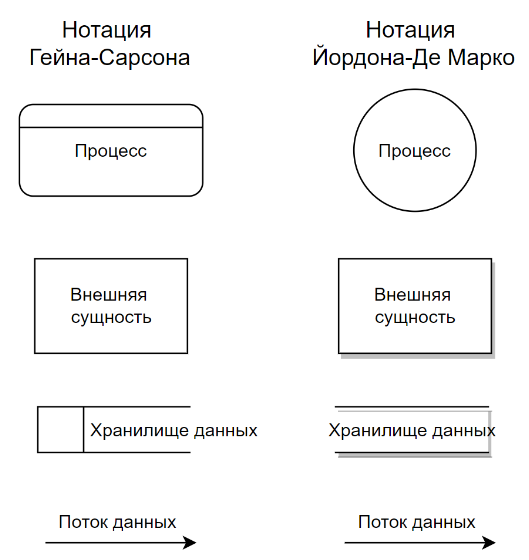 Нотация
Гейна-Сарсона
Процесс
Внешняя
сущность
Хранилище данных
Поток данных
Нотация
Йордона-Де Марко
Процесс
Внешняя
сущность
Хранилище данных
Поток данных